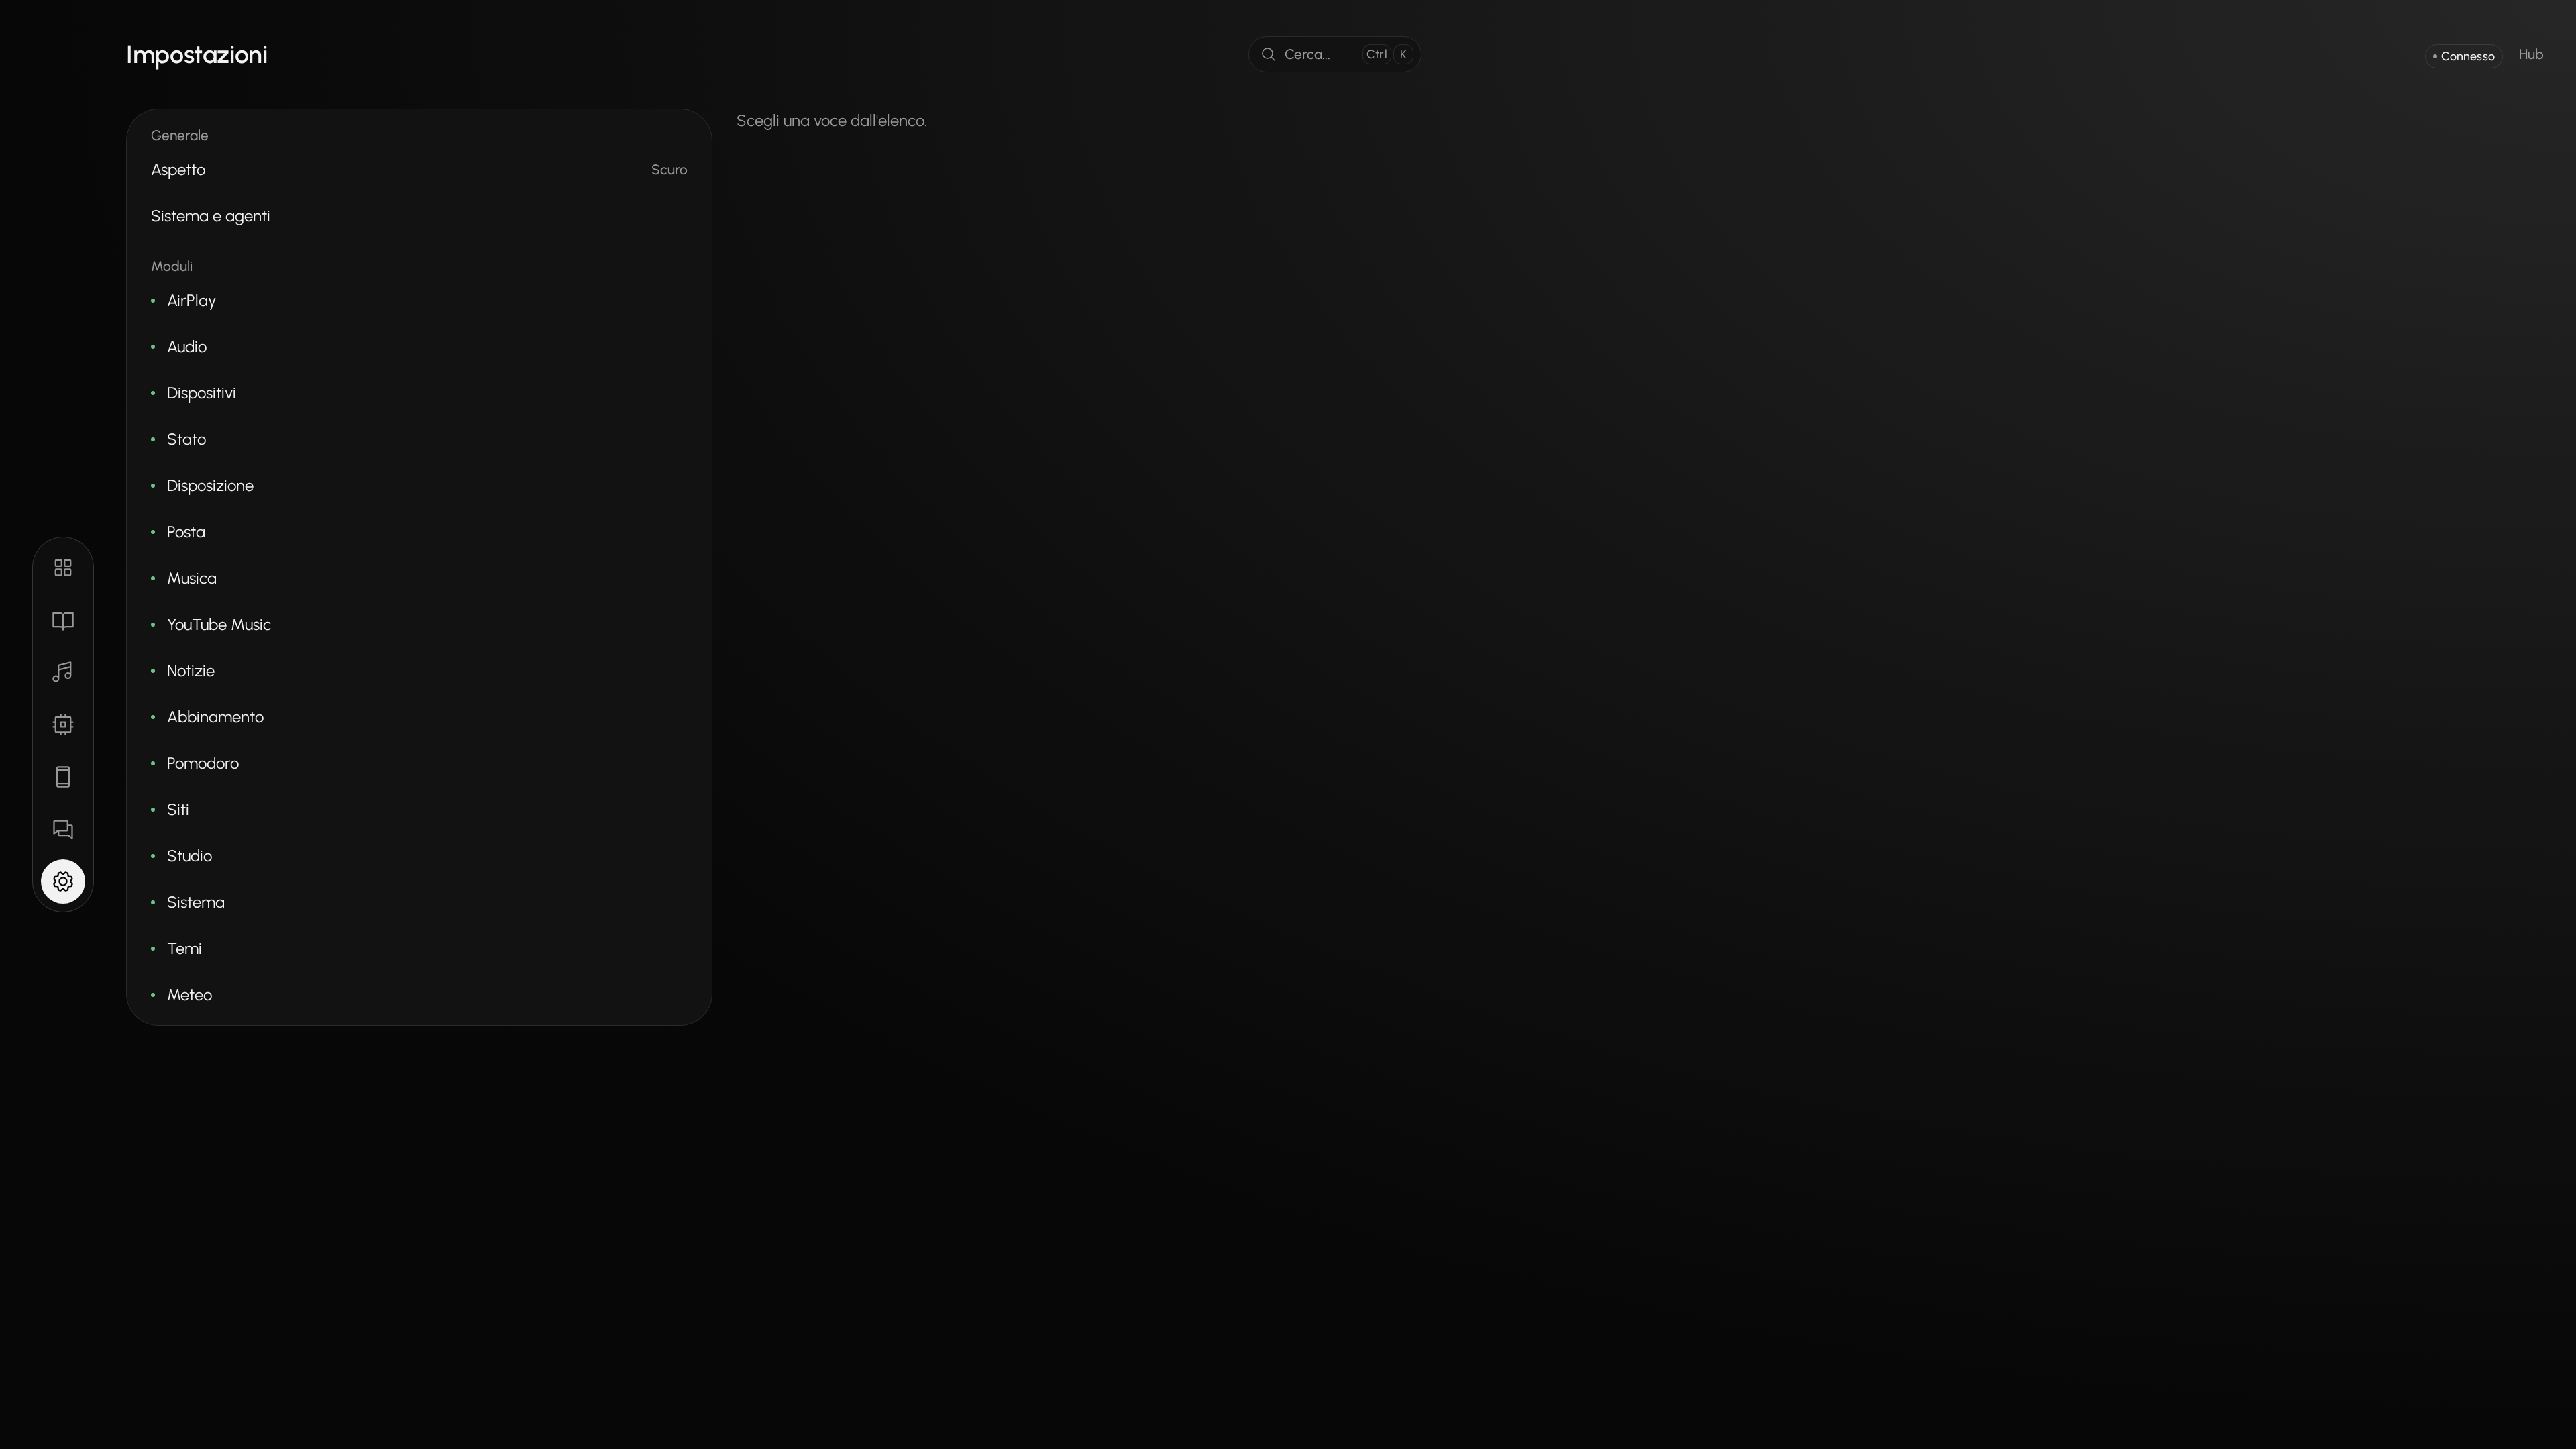 Impostazioni
Cerca...
Ctrl K
Connesso
Hub
Generale
Aspetto
Scuro
Sistema e agenti
Moduli
AirPlay
Audio
Dispositivi
Stato
Disposizione
Posta
Musica
YouTube Music
Notizie
Abbinamento
Pomodoro
Siti
Studio
Sistema
Temi
Meteo
Scegli una voce dall'elenco.